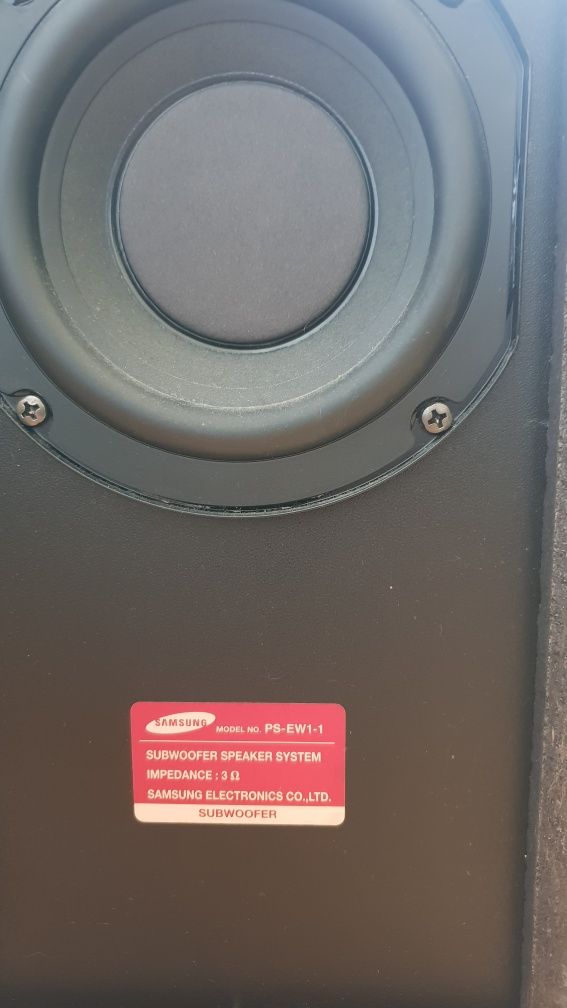 SAMSUNG MODEL NO. PS-EW1-1
SUBWOOFER SPEAKER SYSTEM
IMPEDANCE : 3 Ω
SAMSUNG ELECTRONICS CO.,LTD.
SUBWOOFER